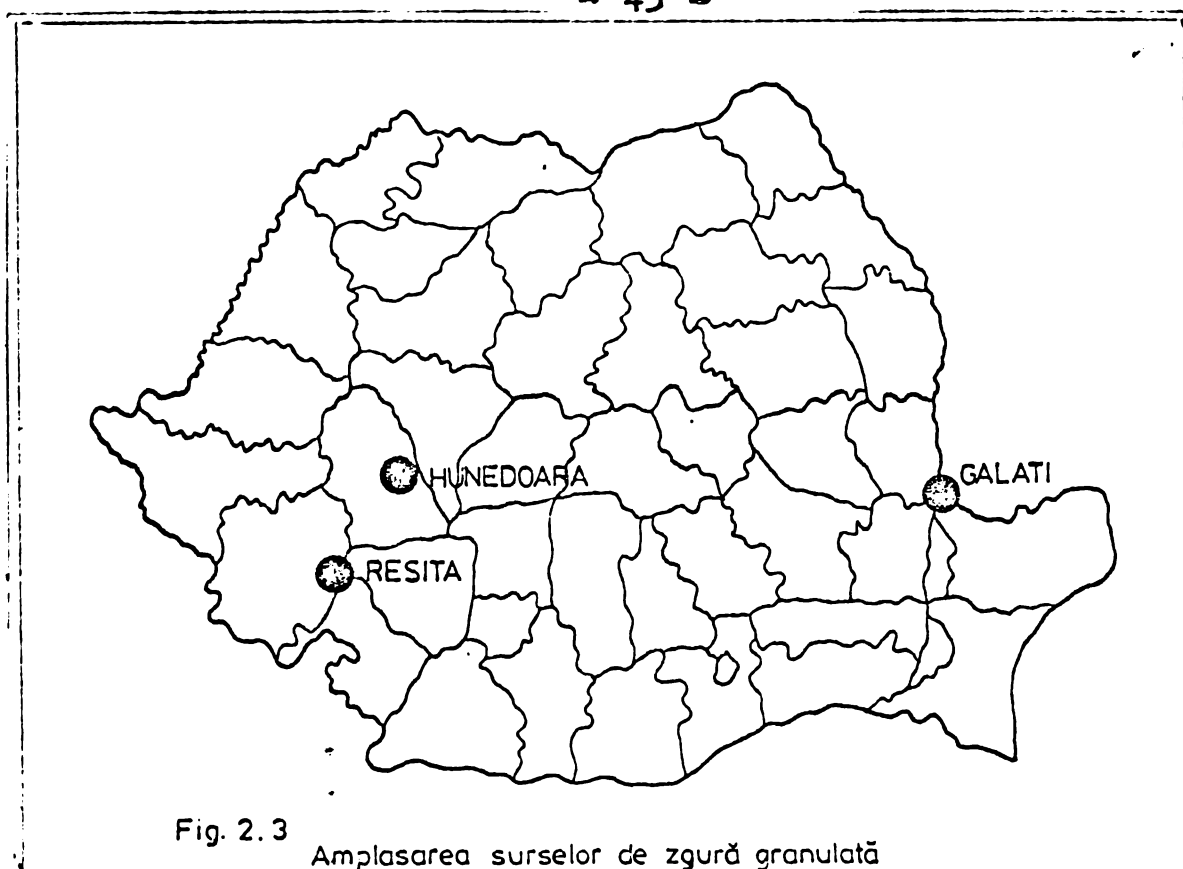 HUNEDOARA
GALATI
RESITA
Fig. 2.3
Amplasarea surselor de zgură granulată